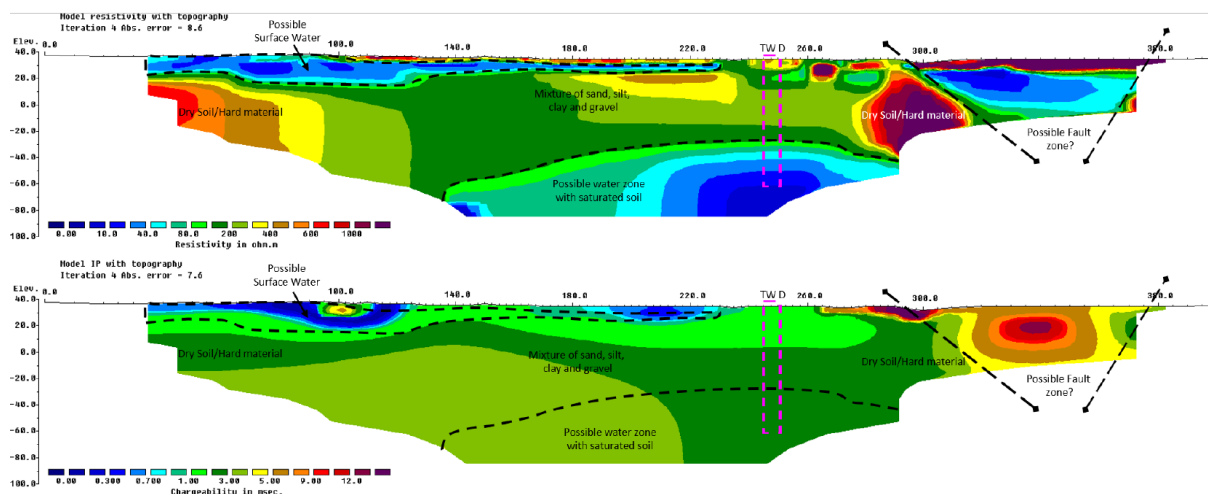 Model resistivity with topography
Iteration 4 Abs. error = 8.6
Possible
Surface Water
Elev. 0.0
100.0 140.0 180.0 220.0 TW D 260.0 300.0 380.0
40.0
20.0
0.0
-20.0
-40.0
-60.0
-80.0
100.0
Dry Soil/Hard material
Mixture of sand, silt,
clay and gravel
Dry Soil/Hard material
Possible Fault
zone?
Possible water zone
with saturated soil
0.00 10.0 40.0 80.0 200.0 400.0 600.0 1000.0
Resistivity in ohm.m
Model IP with topography
Iteration 4 Abs. error = 7.6
Possible
Surface Water
Elev. 0.0
100.0 140.0 180.0 220.0 TW D 260.0 300.0 380.0
40.0
20.0
0.0
-20.0
-40.0
-60.0
-80.0
100.0
Dry Soil/Hard material
Mixture of sand, silt,
clay and gravel
Dry Soil/Hard material
Possible Fault
zone?
Possible water zone
with saturated soil
0.00 0.300 0.700 1.00 3.00 5.00 9.00 12.0
Chargeability in msec.